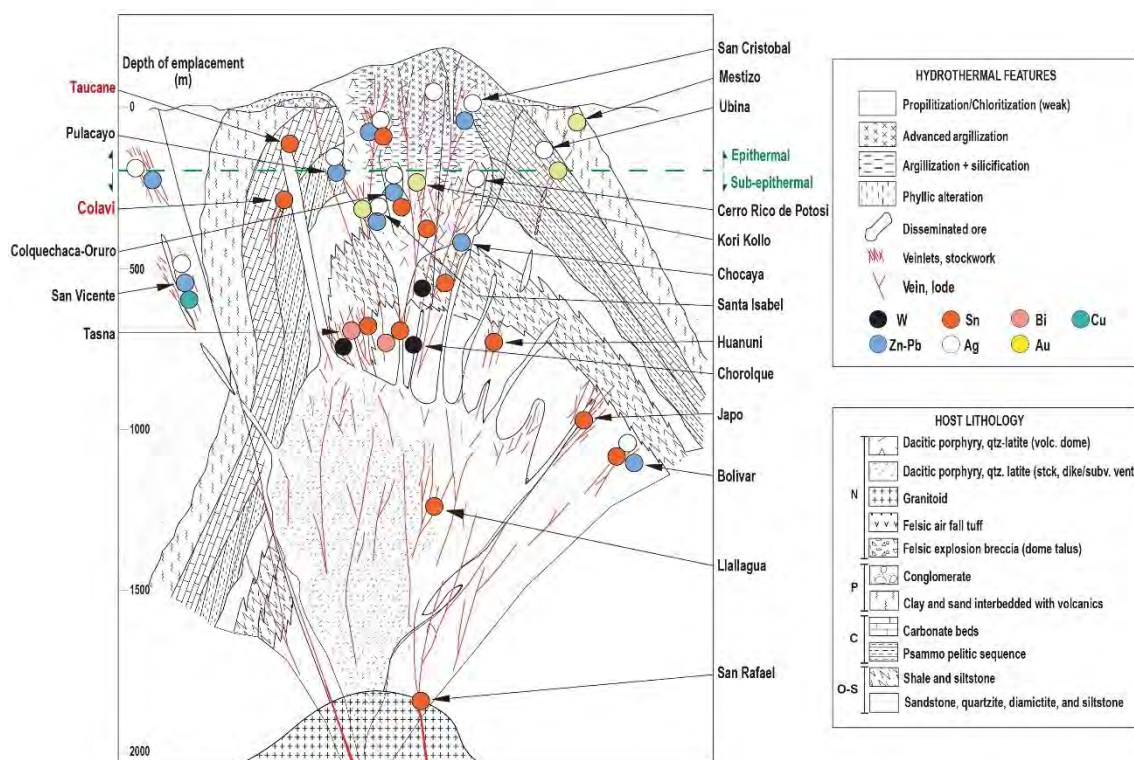 Depth of emplacement
(m)
Taucane
0
Pulacayo
Colavi
Colquechaca-Oruro
500
San Vicente
Tasna
1000
1500
2000
San Cristobal
Mestizo
Ubina
Epithermal
Sub-epithermal
Cerro Rico de Potosi
Kori Kollo
Chocaya
Santa Isabel
Huanuni
Chorolque
Japo
Bolivar
Llallagua
San Rafael
HYDROTHERMAL FEATURES
Propilitization/Chloritization (weak)
Advanced argillization
Argillization + silicification
Phyllic alteration
Disseminated ore
Veinlets, stockwork
Vein, lode
W Sn Bi Cu
Zn-Pb Ag Au
HOST LITHOLOGY
Dacitic porphyry, qtz-latite (volc. dome)
Dacitic porphyry, qtz. latite (stck, dike/subv. vent
N
Granitoid
Felsic air fall tuff
Felsic explosion breccia (dome talus)
Conglomerate
P
Clay and sand interbedded with volcanics
Carbonate beds
C
Psammo pelitic sequence
Shale and siltstone
O-S
Sandstone, quartzite, diamictite, and siltstone